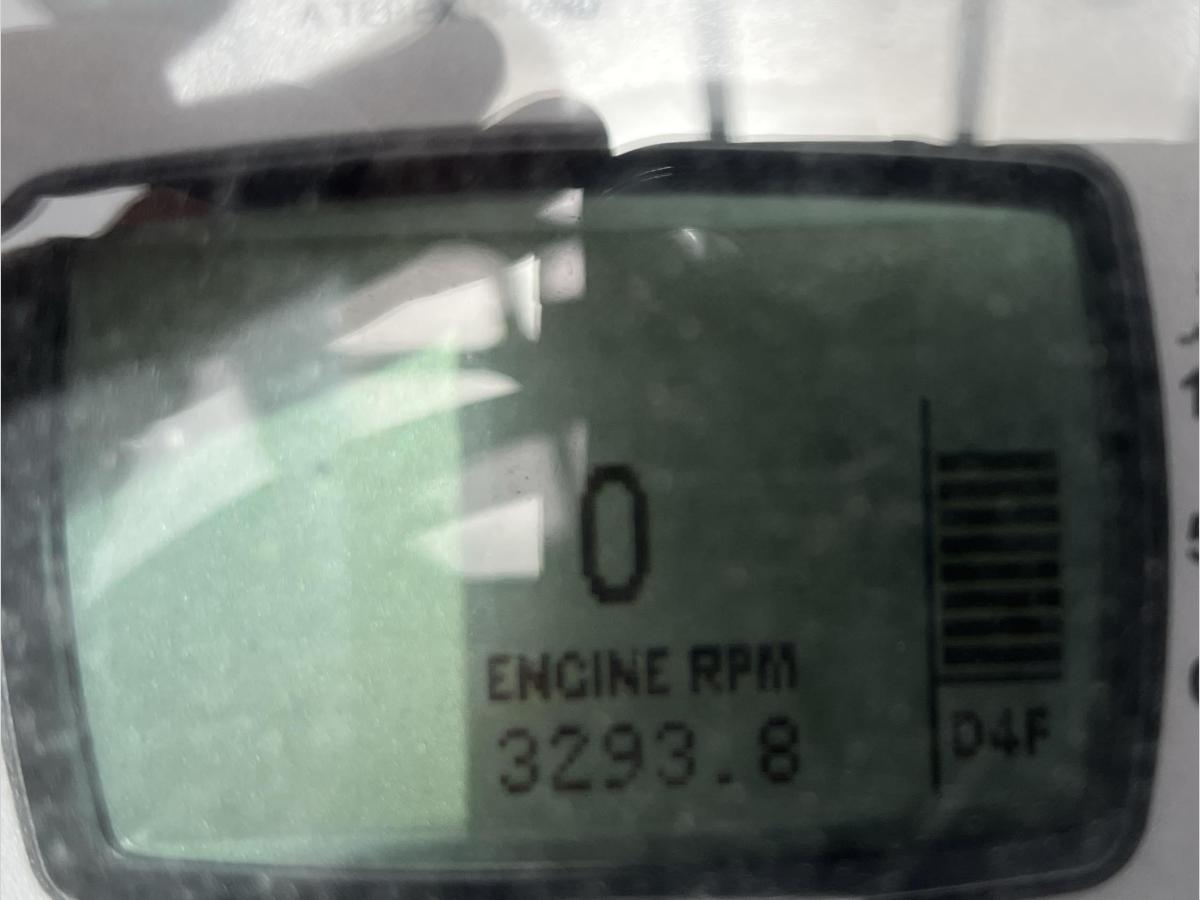 0
ENGINE RPM
3293.8
D4F